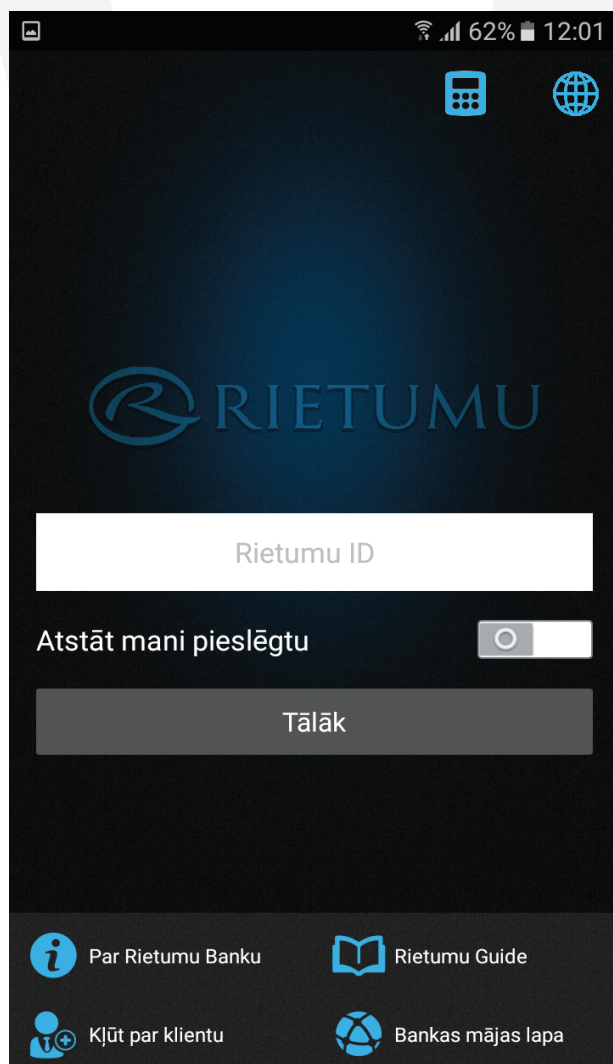 62% 12:01
RIETUMU
Rietumu ID
Atstāt mani pieslēgtu
Tālāk
Par Rietumu Banku
Rietumu Guide
Kļūt par klientu
Bankas mājas lapa